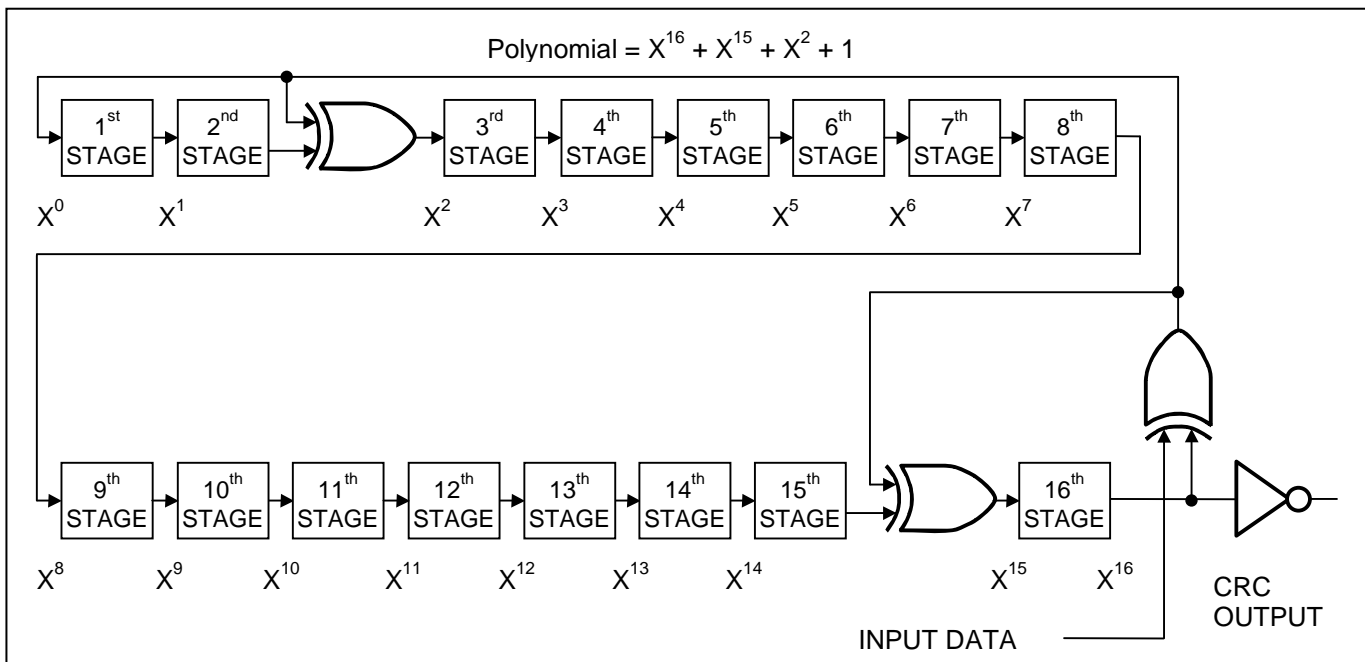 Polynomial = X¹⁶ + X¹⁵ + X² + 1
1ˢᵗ STAGE
2ⁿᵈ STAGE
3ʳᵈ STAGE
4ᵗʰ STAGE
5ᵗʰ STAGE
6ᵗʰ STAGE
7ᵗʰ STAGE
8ᵗʰ STAGE
X⁰ X¹ X² X³ X⁴ X⁵ X⁶ X⁷
9ᵗʰ STAGE
10ᵗʰ STAGE
11ᵗʰ STAGE
12ᵗʰ STAGE
13ᵗʰ STAGE
14ᵗʰ STAGE
15ᵗʰ STAGE
16ᵗʰ STAGE
X⁸ X⁹ X¹⁰ X¹¹ X¹² X¹³ X¹⁴ X¹⁵ X¹⁶
CRC
OUTPUT
INPUT DATA